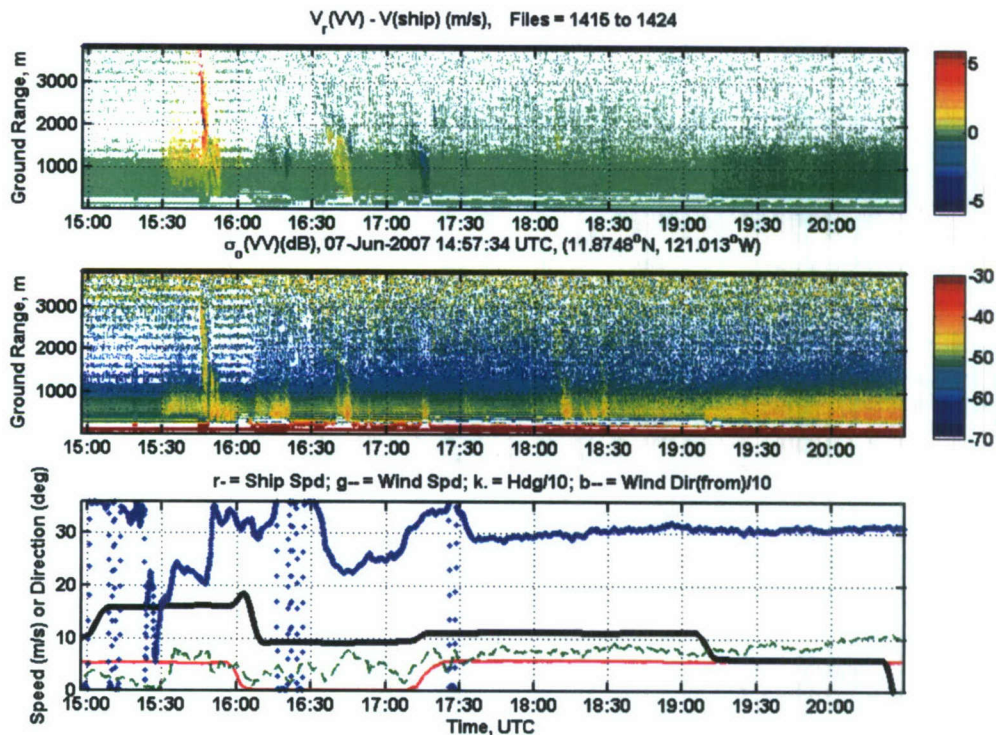 V_r(VV) - V(ship) (m/s), Files = 1415 to 1424
Ground Range, m
3000
2000
1000
15:00 15:30 16:00 16:30 17:00 17:30 18:00 18:30 19:00 19:30 20:00
5
0
-5
σ_o(VV)(dB), 07-Jun-2007 14:57:34 UTC, (11.8748°N, 121.013°W)
Ground Range, m
3000
2000
1000
15:00 15:30 16:00 16:30 17:00 17:30 18:00 18:30 19:00 19:30 20:00
-30
-40
-50
-60
-70
r- = Ship Spd; g-- = Wind Spd; k. = Hdg/10; b-- = Wind Dir(from)/10
Speed (m/s) or Direction (deg)
30
20
10
0
15:00 15:30 16:00 16:30 17:00 17:30 18:00 18:30 19:00 19:30 20:00
Time, UTC